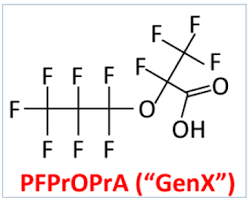 F F F
F F F F F
F O O
OH
F F F
PFPrOPrA ("GenX")